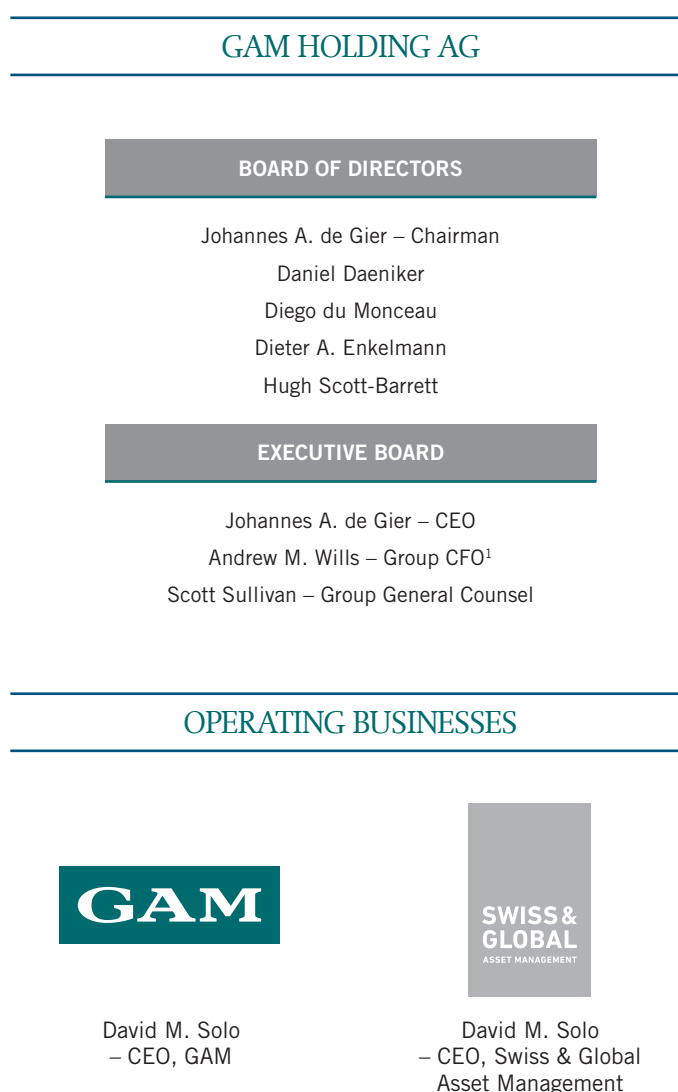 GAM HOLDING AG
BOARD OF DIRECTORS
Johannes A. de Gier – Chairman
Daniel Daeniker
Diego du Monceau
Dieter A. Enkelmann
Hugh Scott-Barrett
EXECUTIVE BOARD
Johannes A. de Gier – CEO
Andrew M. Wills – Group CFO¹
Scott Sullivan – Group General Counsel
OPERATING BUSINESSES
GAM
David M. Solo
– CEO, GAM
SWISS &
GLOBAL
ASSET MANAGEMENT
David M. Solo
– CEO, Swiss & Global
Asset Management